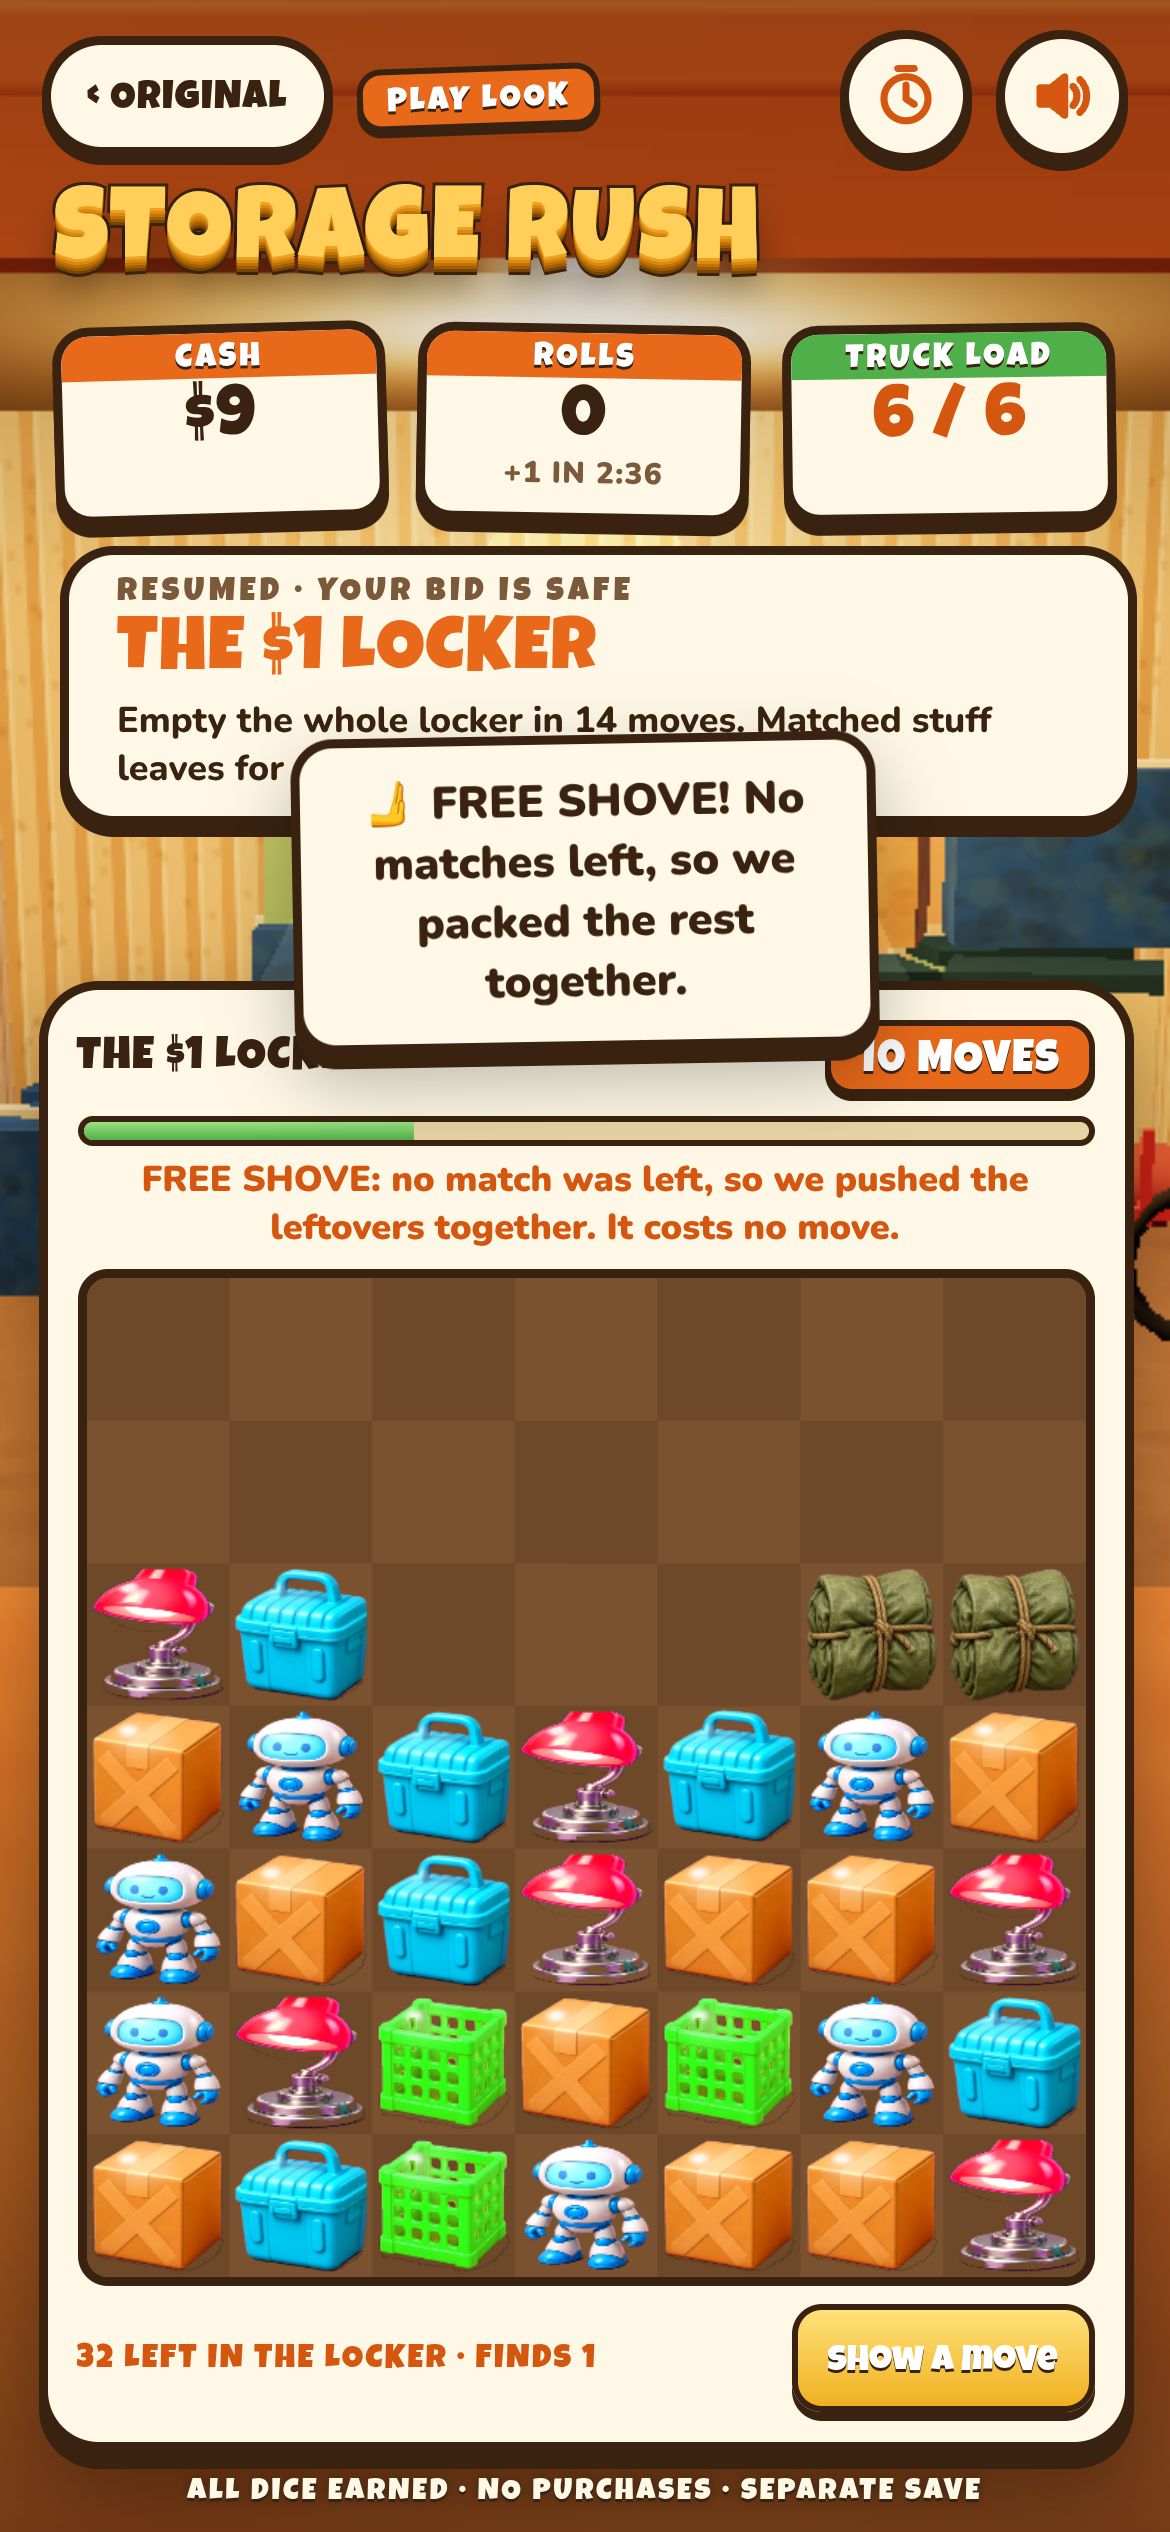 ‹ ORIGINAL
PLAY LOOK
STORAGE RUSH
CASH
$9
ROLLS
0
+1 IN 2:36
TRUCK LOAD
6 / 6
RESUMED · YOUR BID IS SAFE
THE $1 LOCKER
Empty the whole locker in 14 moves. Matched stuff
leaves for
🫸 FREE SHOVE! No
matches left, so we
packed the rest
together.
THE $1 LOCK
10 MOVES
FREE SHOVE: no match was left, so we pushed the
leftovers together. It costs no move.
32 LEFT IN THE LOCKER · FINDS 1
SHOW A MOVE
ALL DICE EARNED · NO PURCHASES · SEPARATE SAVE